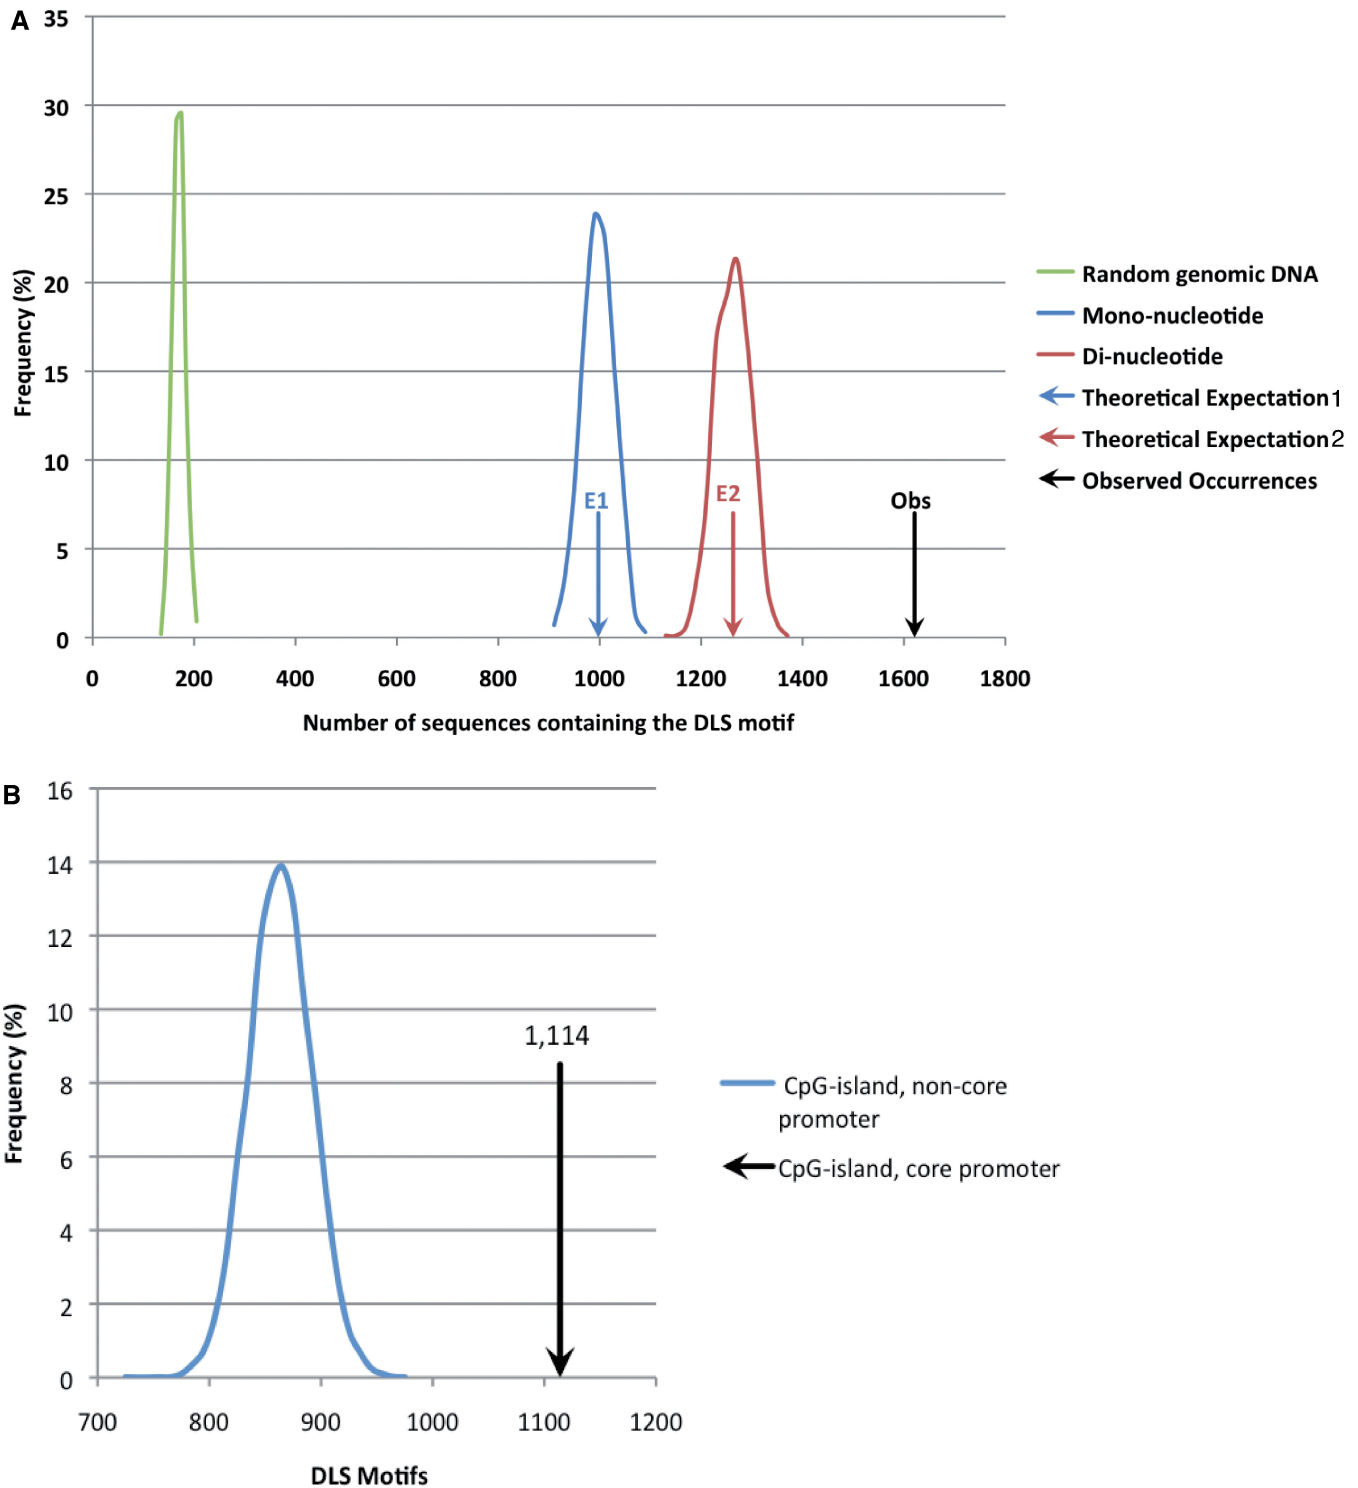 A
35
30
25
20
15
10
5
0
Frequency (%)
E1
E2
Obs
0 200 400 600 800 1000 1200 1400 1600 1800
Number of sequences containing the DLS motif
Random genomic DNA
Mono-nucleotide
Di-nucleotide
Theoretical Expectation1
Theoretical Expectation2
Observed Occurrences
B
16
14
12
10
8
6
4
2
0
Frequency (%)
1,114
700 800 900 1000 1100 1200
DLS Motifs
CpG-island, non-core
promoter
CpG-island, core promoter